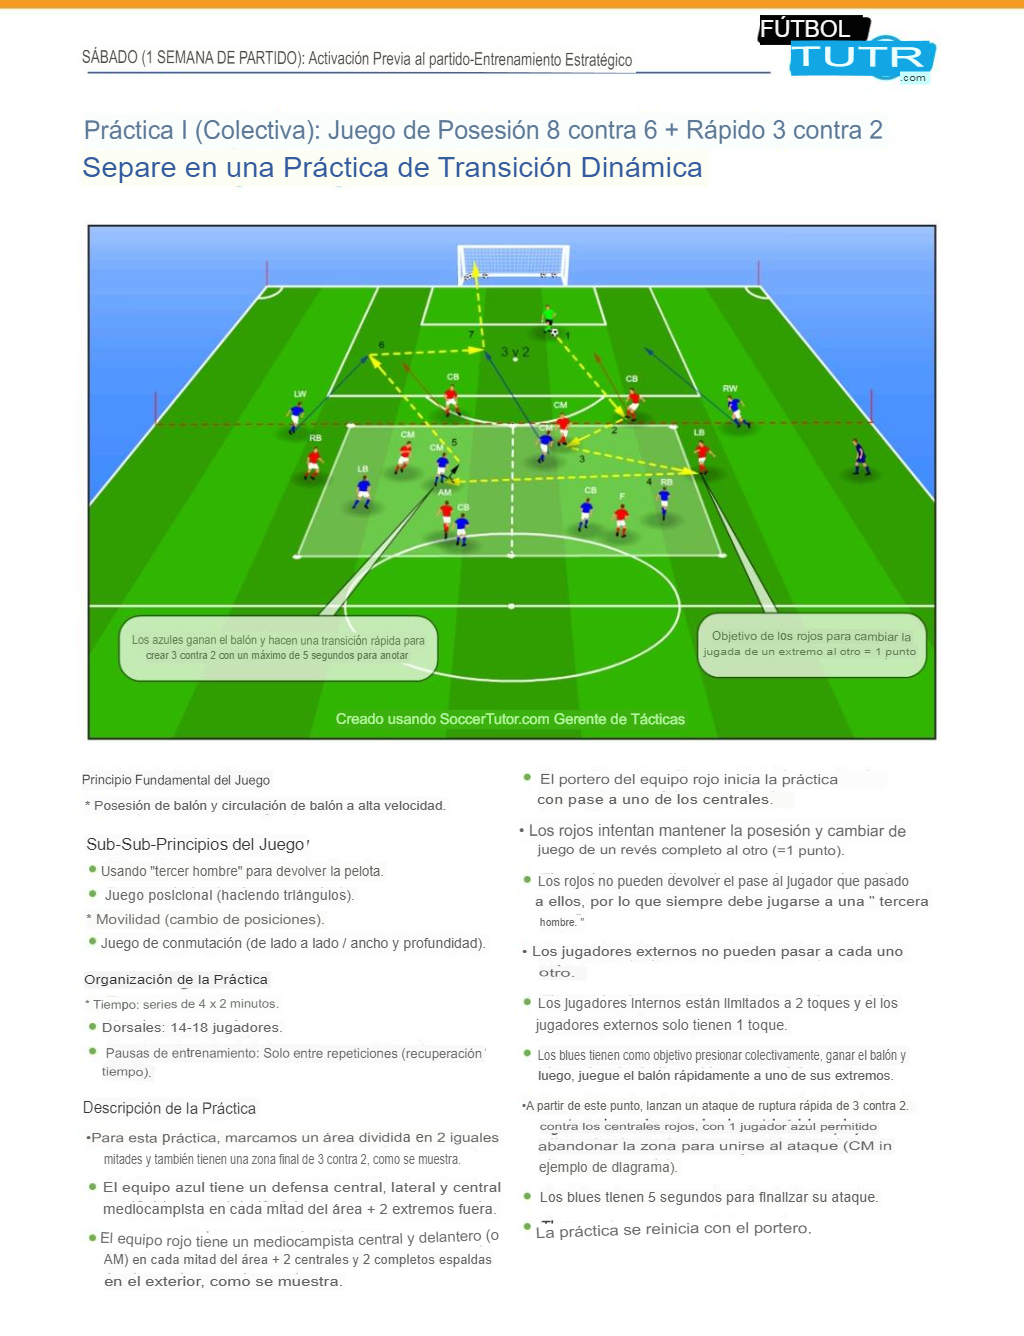 FÚTBOL
TUTR
.com
SÁBADO (1 SEMANA DE PARTIDO): Activación Previa al partido-Entrenamiento Estratégico
Práctica I (Colectiva): Juego de Posesión 8 contra 6 + Rápido 3 contra 2
Separe en una Práctica de Transición Dinámica
1
7
6
3 v 2
CB
CB
LW
RW
CM
2
RB
CM
CM
5
CM
LB
3
LB
4
RB
AM
CB
CB
F
Los azules ganan el balón y hacen una transición rápida para
crear 3 contra 2 con un máximo de 5 segundos para anotar
Objetivo de los rojos para cambiar la
jugada de un extremo al otro = 1 punto
Creado usando SoccerTutor.com Gerente de Tácticas
Principio Fundamental del Juego
* Posesión de balón y circulación de balón a alta velocidad.
Sub-Sub-Principios del Juego'
• Usando "tercer hombre" para devolver la pelota.
• Juego posicional (haciendo triángulos).
* Movilidad (cambio de posiciones).
• Juego de conmutación (de lado a lado / ancho y profundidad).
Organización de la Práctica
* Tiempo: series de 4 x 2 minutos.
• Dorsales: 14-18 jugadores.
• Pausas de entrenamiento: Solo entre repeticiones (recuperación
tiempo).
Descripción de la Práctica
•Para esta práctica, marcamos un área dividida en 2 iguales
mitades y también tienen una zona final de 3 contra 2, como se muestra.
• El equipo azul tiene un defensa central, lateral y central
mediocampista en cada mitad del área + 2 extremos fuera.
• El equipo rojo tiene un mediocampista central y delantero (o
AM) en cada mitad del área + 2 centrales y 2 completos espaldas
en el exterior, como se muestra.
• El portero del equipo rojo inicia la práctica
con pase a uno de los centrales.
• Los rojos intentan mantener la posesión y cambiar de
juego de un revés completo al otro (=1 punto).
• Los rojos no pueden devolver el pase al jugador que pasado
a ellos, por lo que siempre debe jugarse a una " tercera
hombre. "
• Los jugadores externos no pueden pasar a cada uno
otro.
• Los jugadores internos están limitados a 2 toques y el los
jugadores externos solo tienen 1 toque.
• Los blues tienen como objetivo presionar colectivamente, ganar el balón y
luego, juegue el balón rápidamente a uno de sus extremos.
•A partir de este punto, lanzan un ataque de ruptura rápida de 3 contra 2.
contra los centrales rojos, con 1 jugador azul permitido
abandonar la zona para unirse al ataque (CM in
ejemplo de diagrama).
• Los blues tienen 5 segundos para finalizar su ataque.
• La práctica se reinicia con el portero.